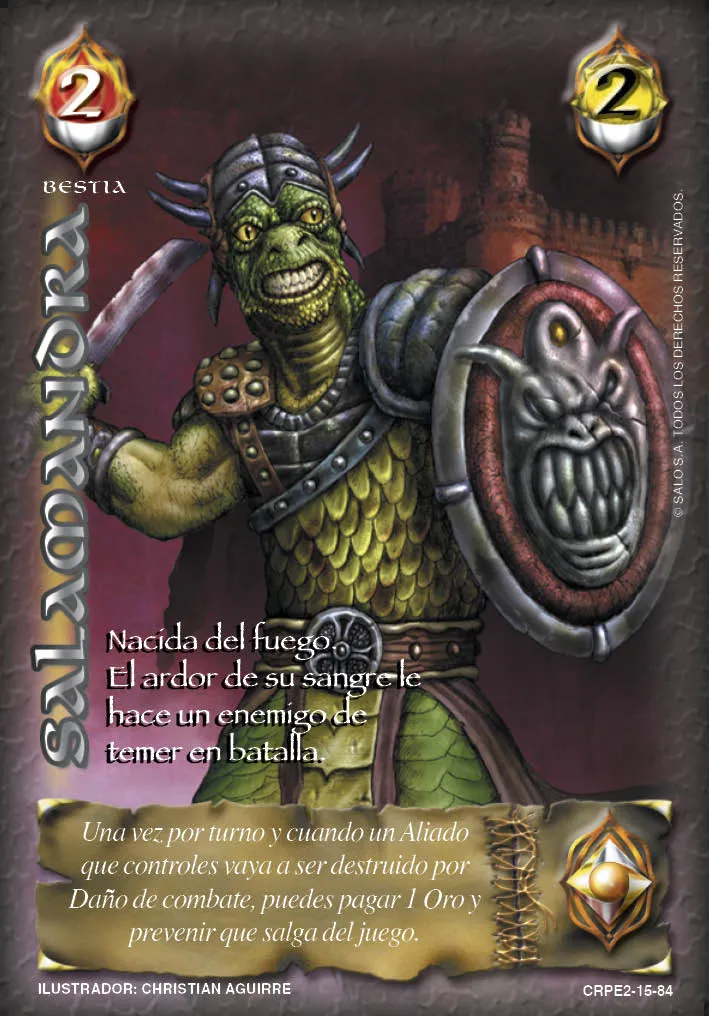 2
2
BESTIA
SALAMANDRA
© SALO S.A. TODOS LOS DERECHOS RESERVADOS.
Nacida del fuego.
El ardor de su sangre le
hace un enemigo de
temer en batalla.
Una vez por turno y cuando un Aliado
que controles vaya a ser destruido por
Daño de combate, puedes pagar 1 Oro y
prevenir que salga del juego.
ILUSTRADOR: CHRISTIAN AGUIRRE
CRPE2-15-84